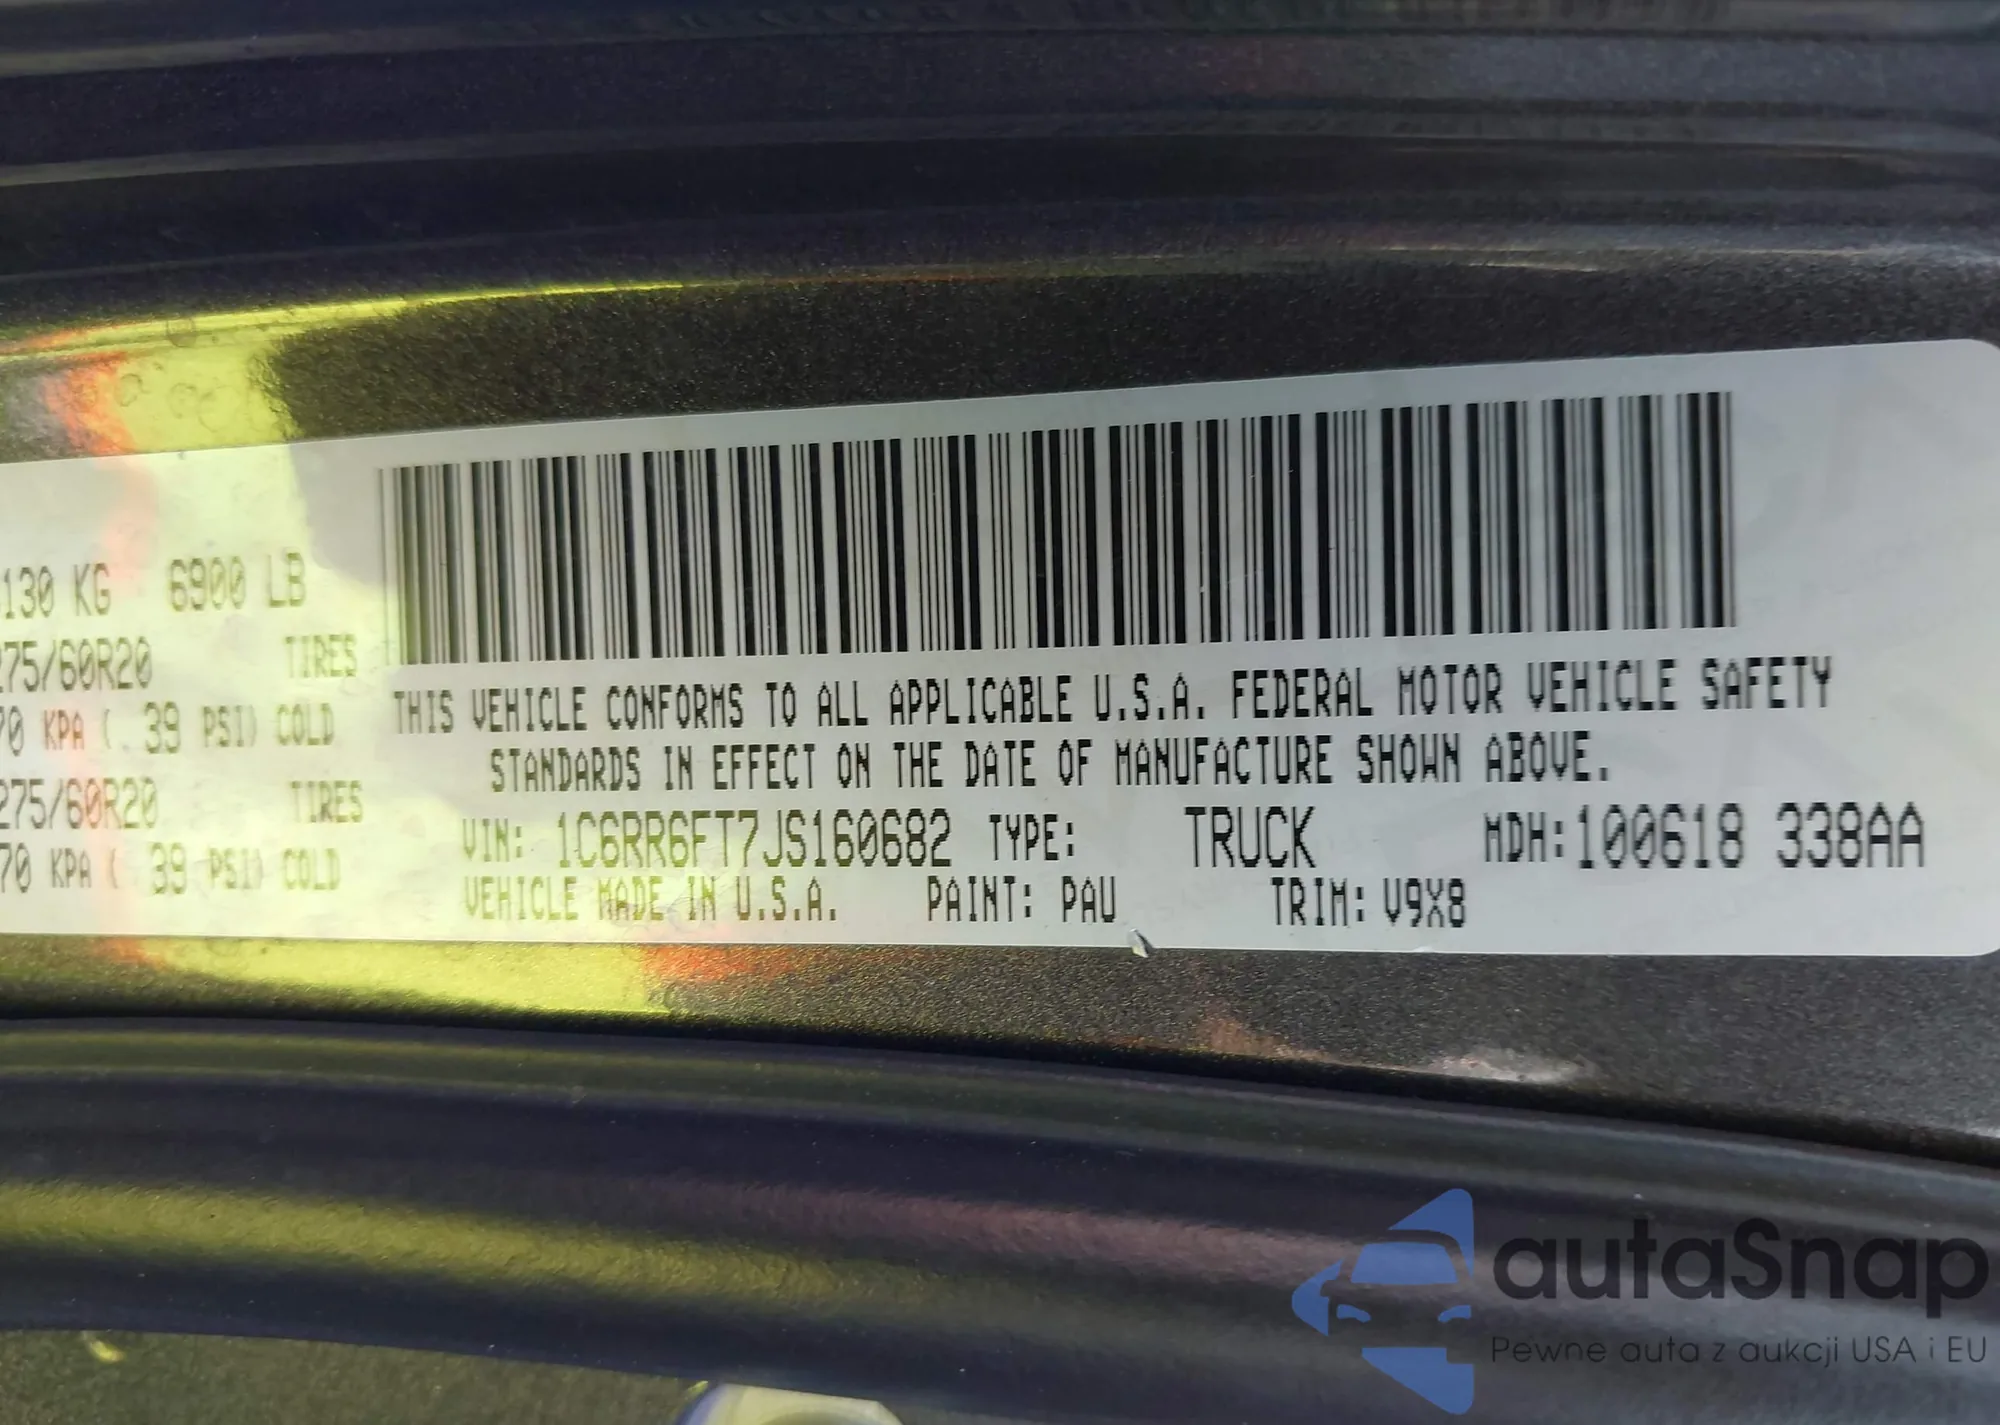 130 KG 6900 LB
275/60R20 TIRES
70 KPA ( 39 PSI) COLD
275/60R20 TIRES
70 KPA ( 39 PSI) COLD
THIS VEHICLE CONFORMS TO ALL APPLICABLE U.S.A. FEDERAL MOTOR VEHICLE SAFETY
STANDARDS IN EFFECT ON THE DATE OF MANUFACTURE SHOWN ABOVE.
VIN: 1C6RR6FT7JS160682 TYPE: TRUCK MDH:100618 338AA
VEHICLE MADE IN U.S.A. PAINT: PAU TRIM: V9X8
autaSnap
Pewne auta z aukcji USA i EU